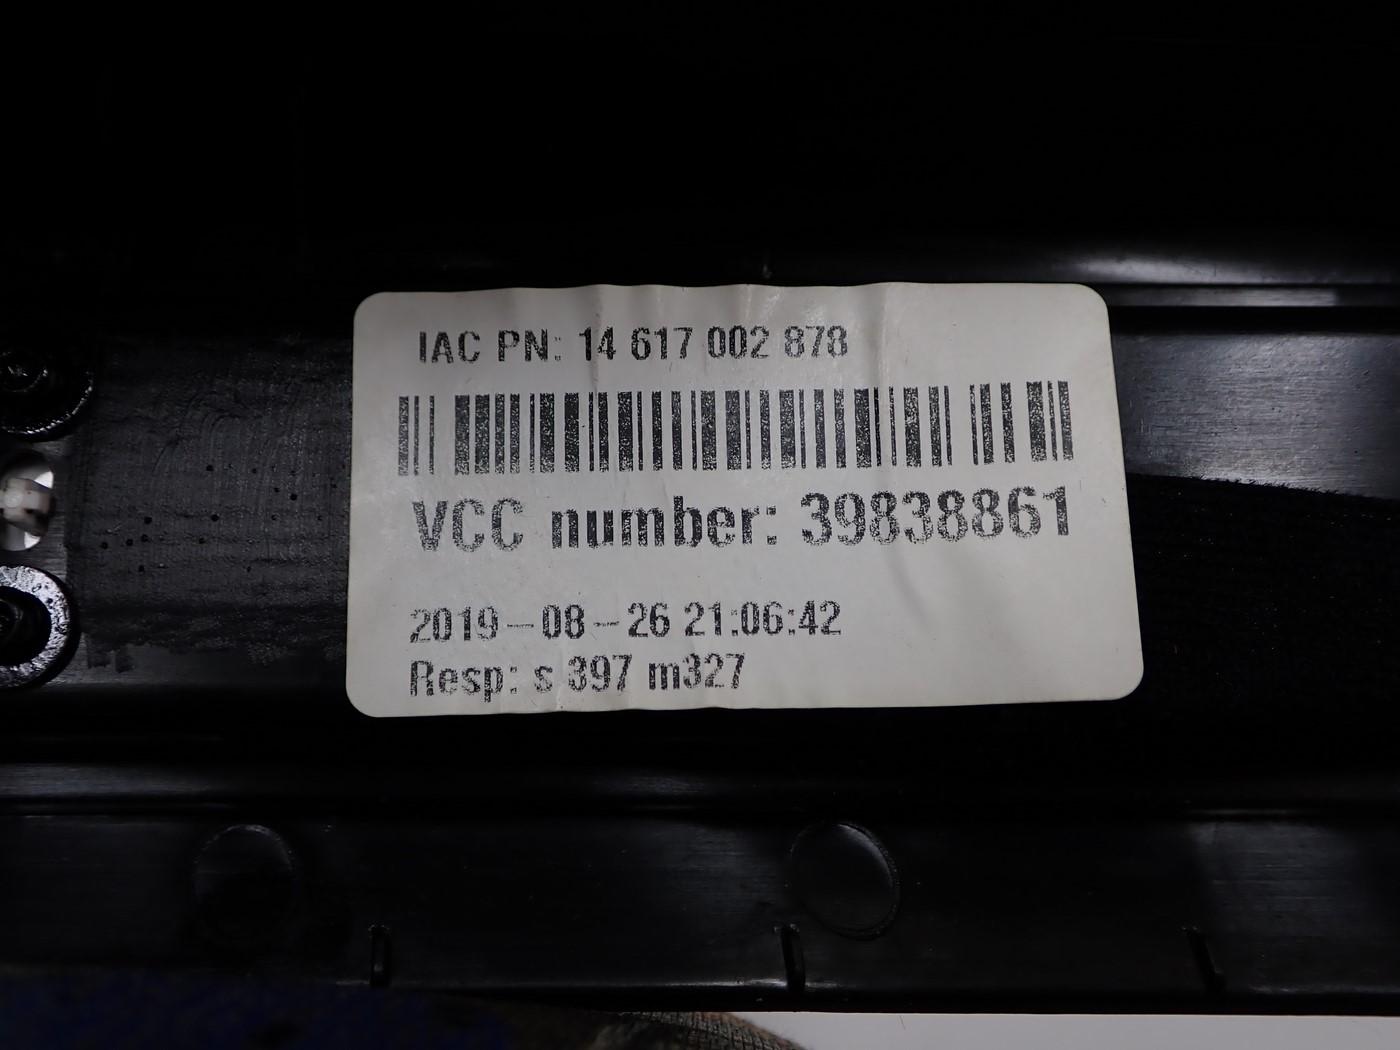 IAC PN: 14 617 002 878
VCC number: 39838861
2019-08-26 21:06:42
Resp: s 397 m327